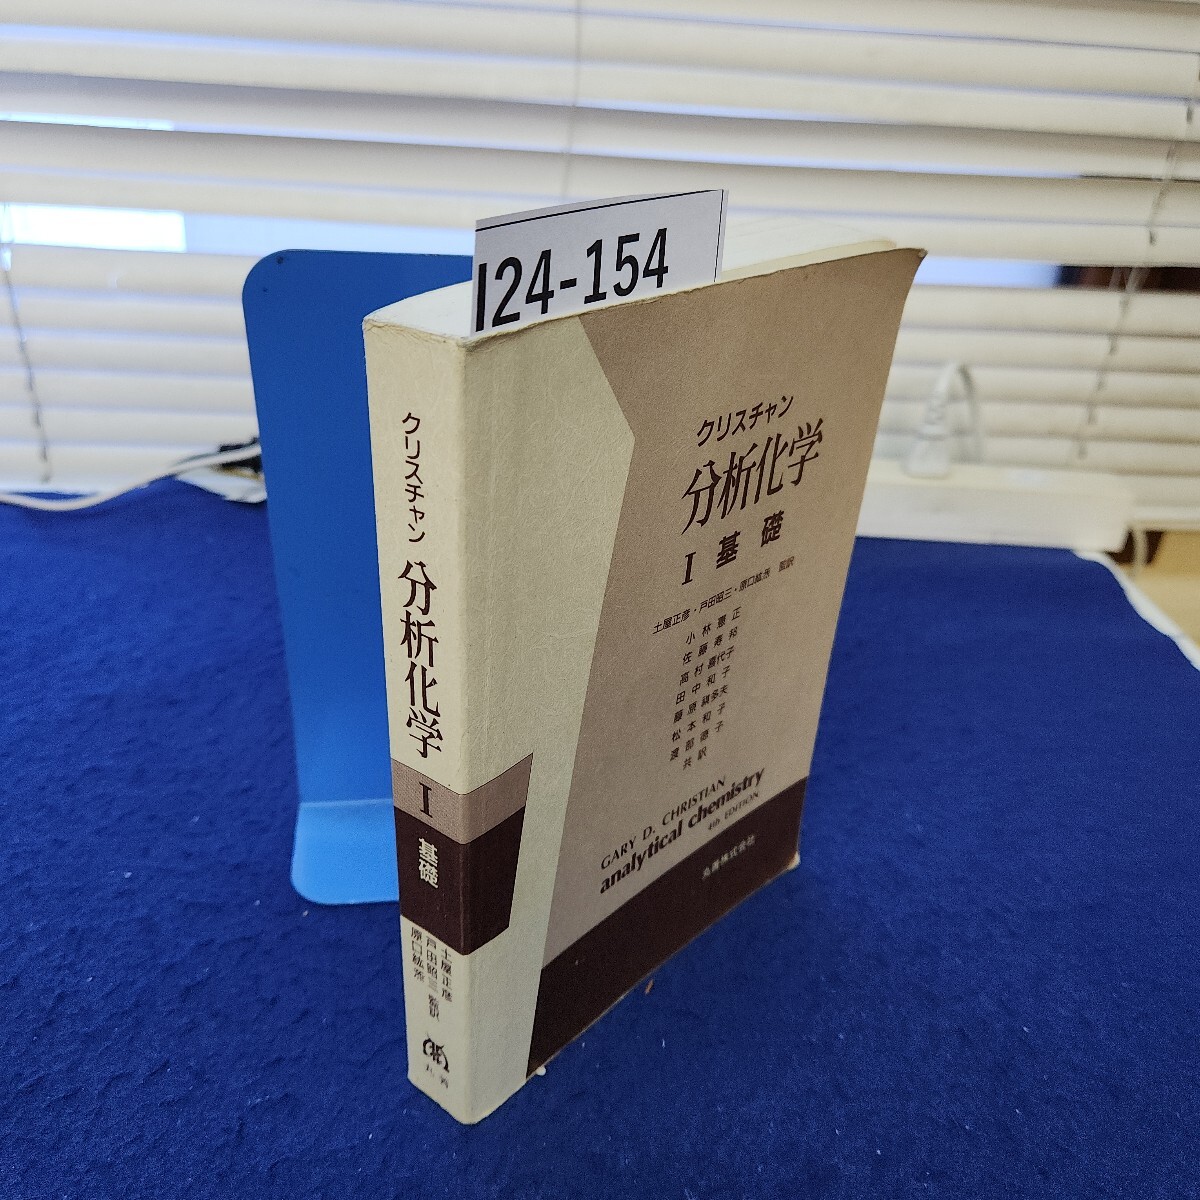 I24-154
クリスチャン
分析化学
I 基礎
土屋正彦・戸田昭三・原口紘炁 監訳
小林憲正
佐藤寿邦
高村喜代子
田中和子
藤原祺多夫
松本和子
渡部徳子
共訳
GARY D. CHRISTIAN
analytical chemistry
4th EDITION
丸善株式会社
クリスチャン 分析化学
I
基礎
土屋正彦
戸田昭三 監訳
原口紘炁
丸善